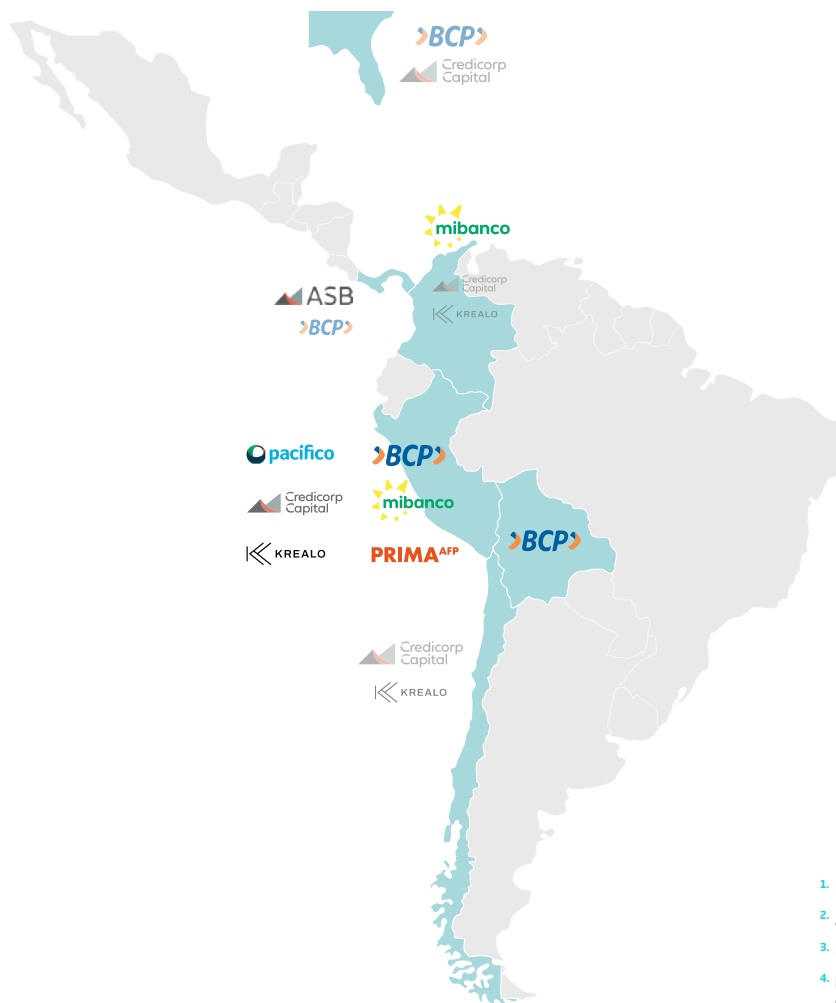 BCP
Credicorp
Capital
mibanco
Credicorp
Capital
KREALO
ASB
BCP
pacifico
BCP
Credicorp
Capital
mibanco
KREALO
PRIMA AFP
BCP
Credicorp
Capital
KREALO
1.
2.
3.
4.